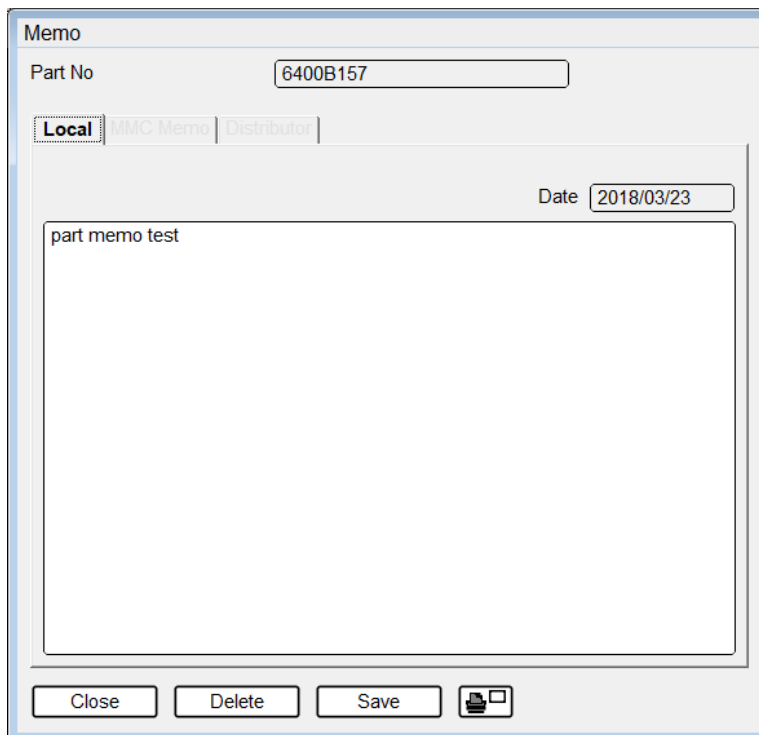 Memo
Part No 6400B157
Local MMC Memo Distributor
Date 2018/03/23
part memo test
Close Delete Save